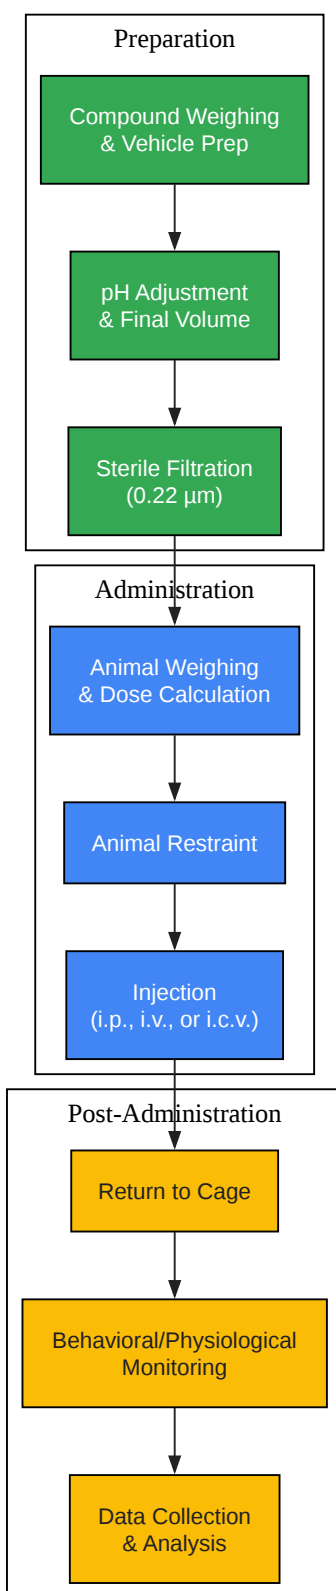 Preparation
Compound Weighing
& Vehicle Prep
pH Adjustment
& Final Volume
Sterile Filtration
(0.22 µm)
Administration
Animal Weighing
& Dose Calculation
Animal Restraint
Injection
(i.p., i.v., or i.c.v.)
Post-Administration
Return to Cage
Behavioral/Physiological
Monitoring
Data Collection
& Analysis